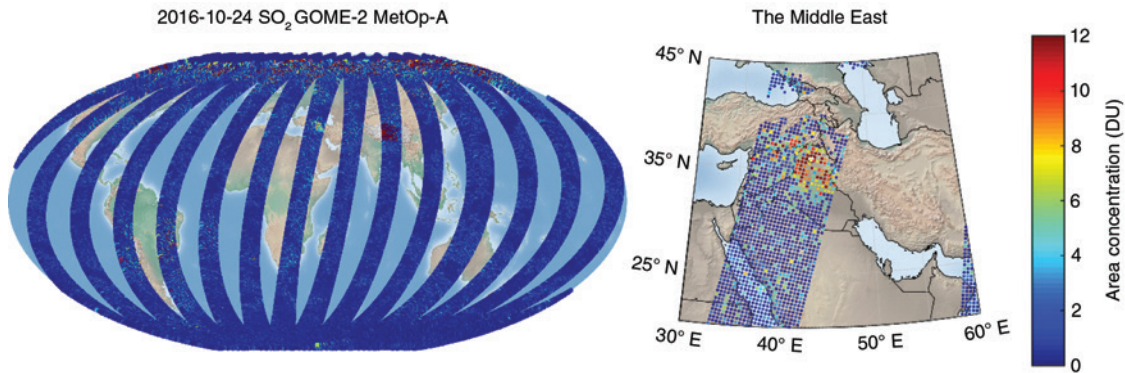 2016-10-24 SO2 GOME-2 MetOp-A
The Middle East
45° N
35° N
25° N
30° E
40° E
50° E
60° E
12
10
8
6
4
2
0
Area concentration (DU)